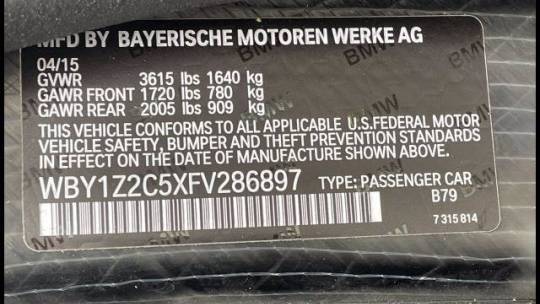 MFD BY BAYERISCHE MOTOREN WERKE AG
04/15
GVWR 3615 lbs 1640 kg
GAWR FRONT 1720 lbs 780 kg
GAWR REAR 2005 lbs 909 kg
THIS VEHICLE CONFORMS TO ALL APPLICABLE U.S.FEDERAL MOTOR
VEHICLE SAFETY, BUMPER AND THEFT PREVENTION STANDARDS
IN EFFECT ON THE DATE OF MANUFACTURE SHOWN ABOVE.
WBY1Z2C5XFV286897 TYPE: PASSENGER CAR
B79
7 315 814